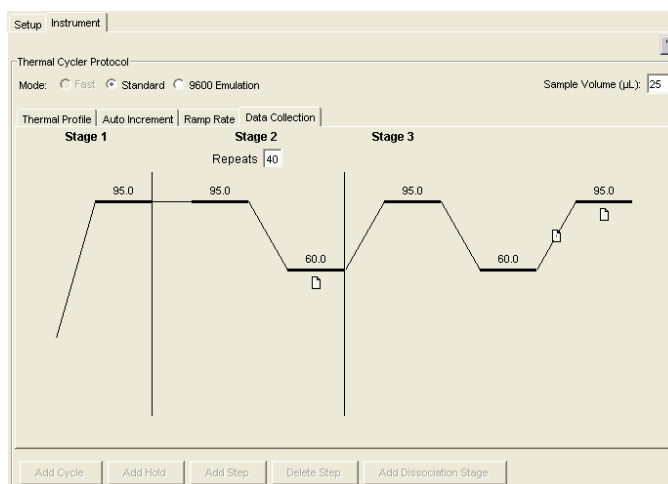 Setup Instrument
Thermal Cycler Protocol
Mode: Fast Standard 9600 Emulation Sample Volume (µL): 25
Thermal Profile Auto Increment Ramp Rate Data Collection
Stage 1 Stage 2 Stage 3
Repeats 40
95.0 95.0 95.0 95.0
60.0 60.0
Add Cycle Add Hold Add Step Delete Step Add Dissociation Stage